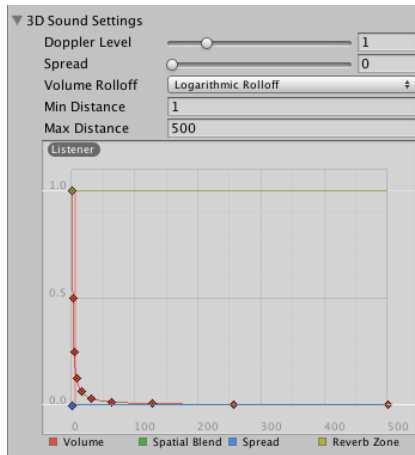 3D Sound Settings
Doppler Level 1
Spread 0
Volume Rolloff Logarithmic Rolloff
Min Distance 1
Max Distance 500
Listener
1.0
0.5
0.0
0 100 200 300 400 500
Volume Spatial Blend Spread Reverb Zone